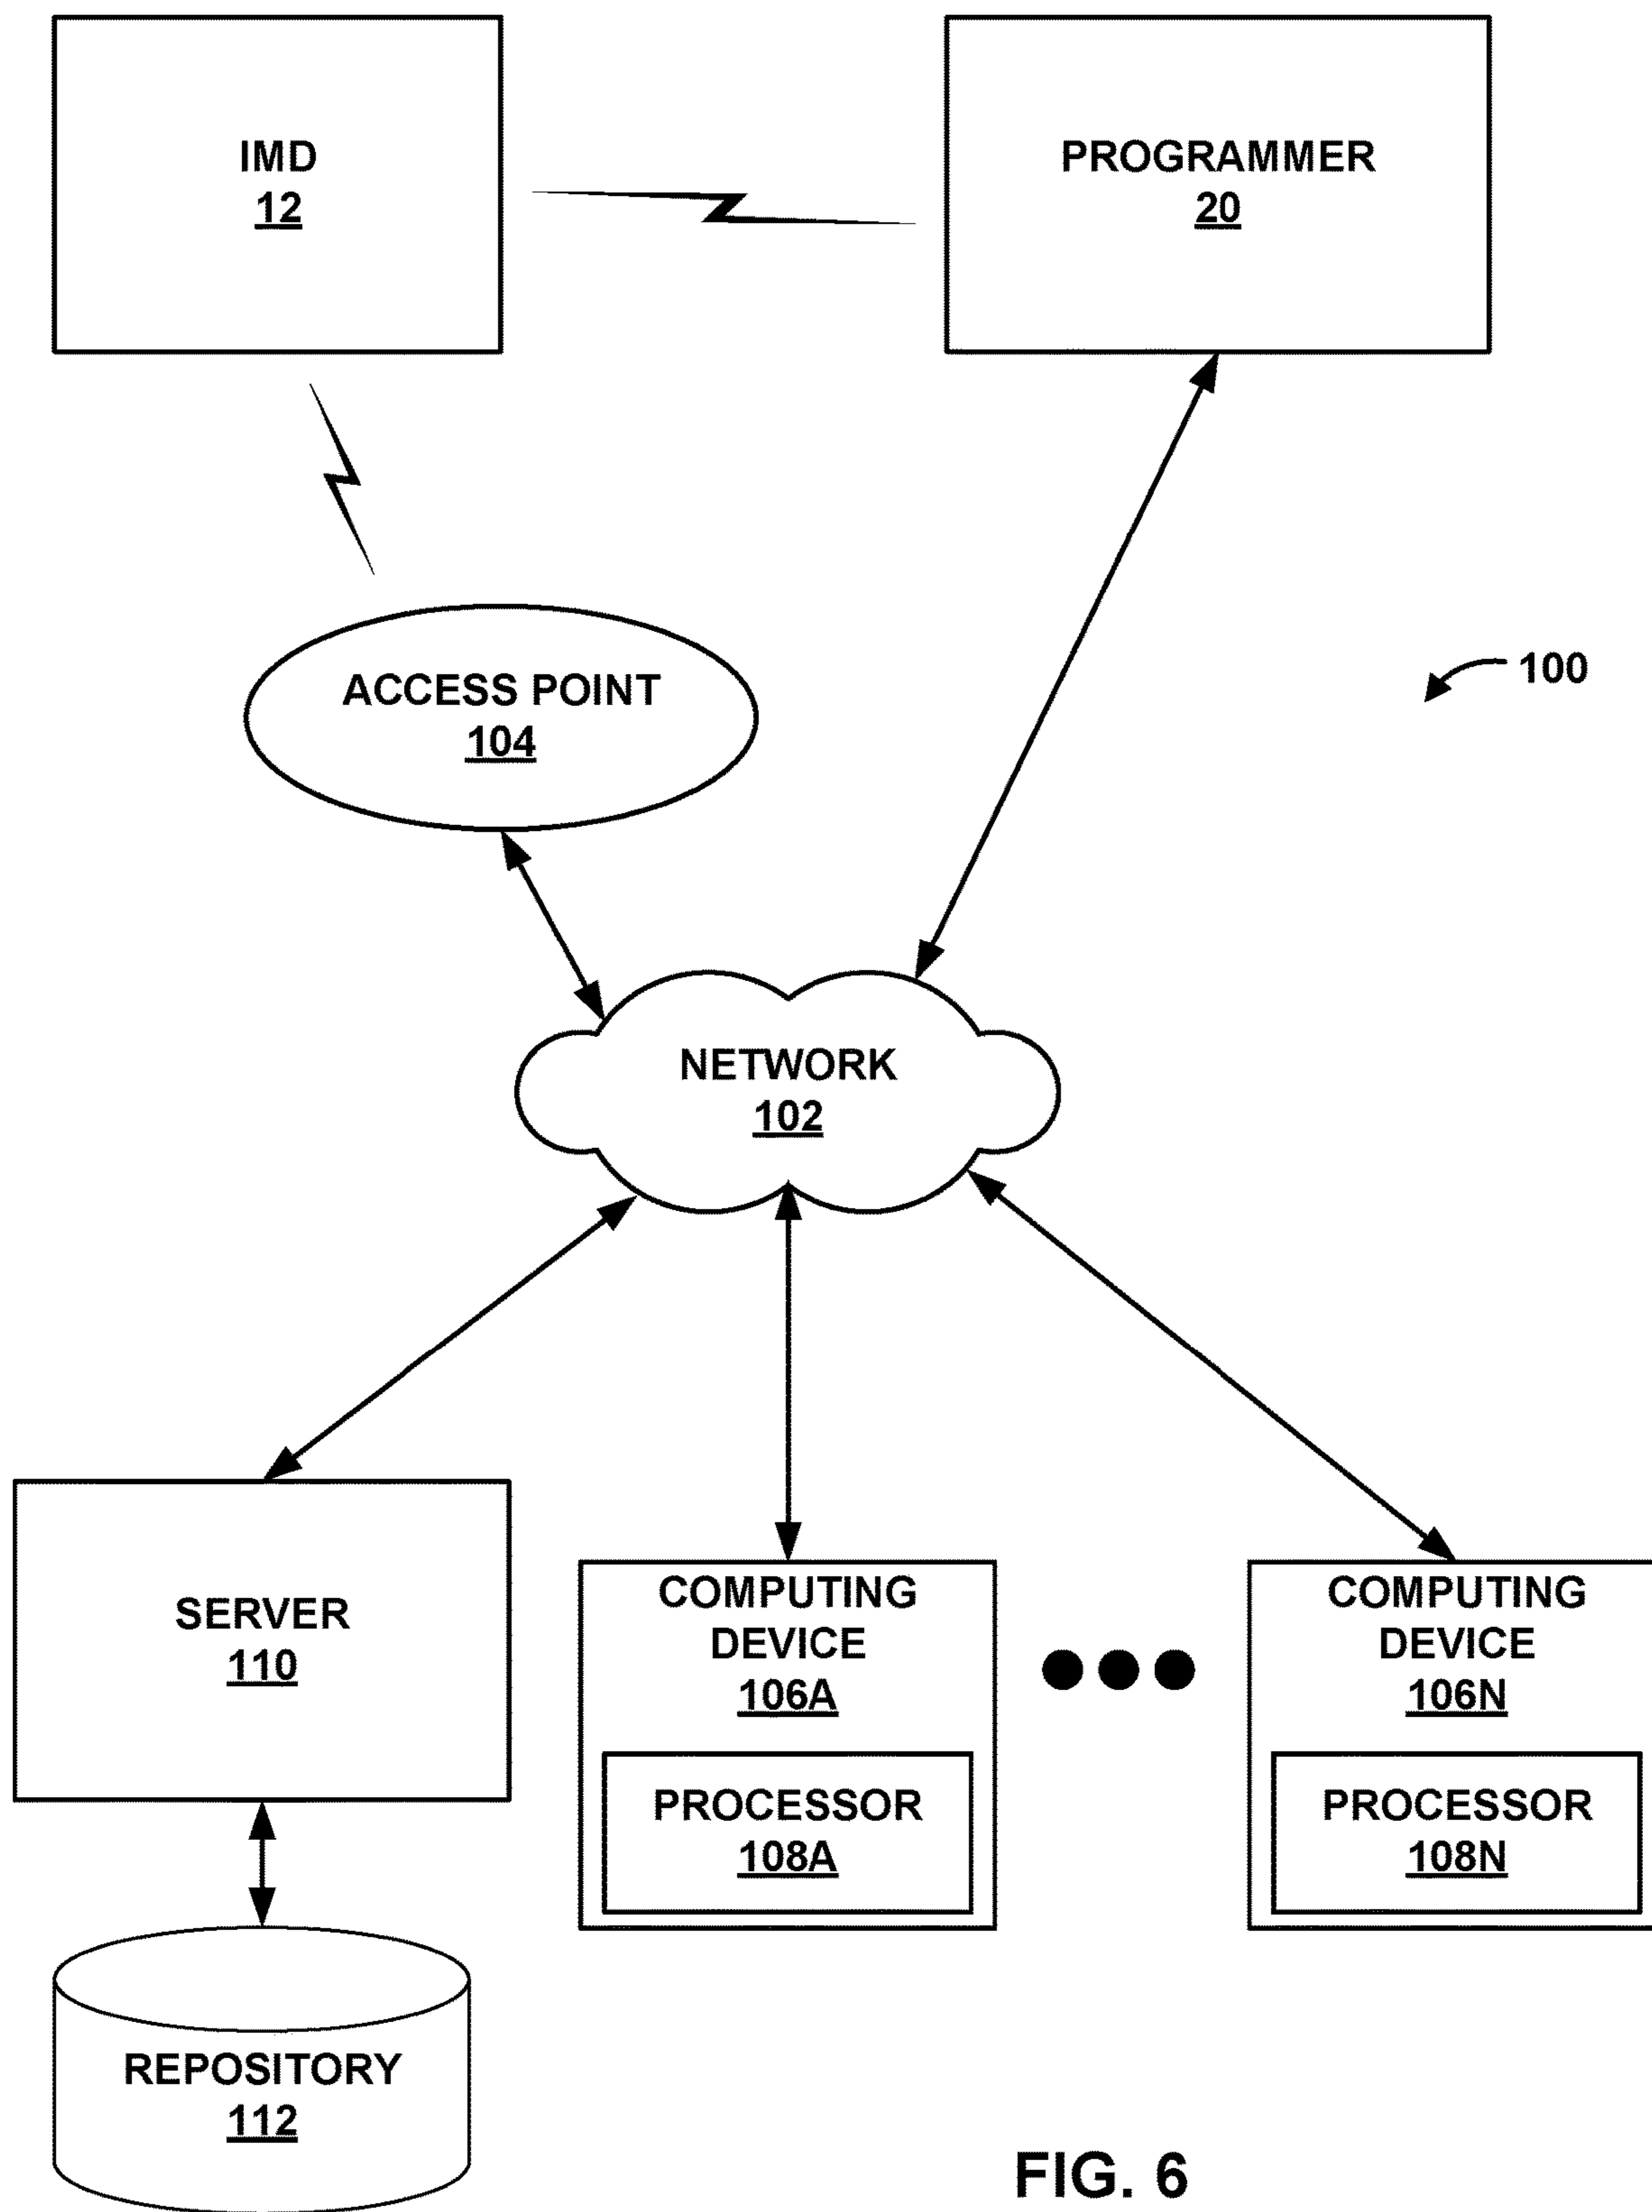 IMD
12
PROGRAMMER
20
ACCESS POINT
104
100
NETWORK
102
SERVER
110
COMPUTING
DEVICE
106A
PROCESSOR
108A
COMPUTING
DEVICE
106N
PROCESSOR
108N
REPOSITORY
112
FIG. 6